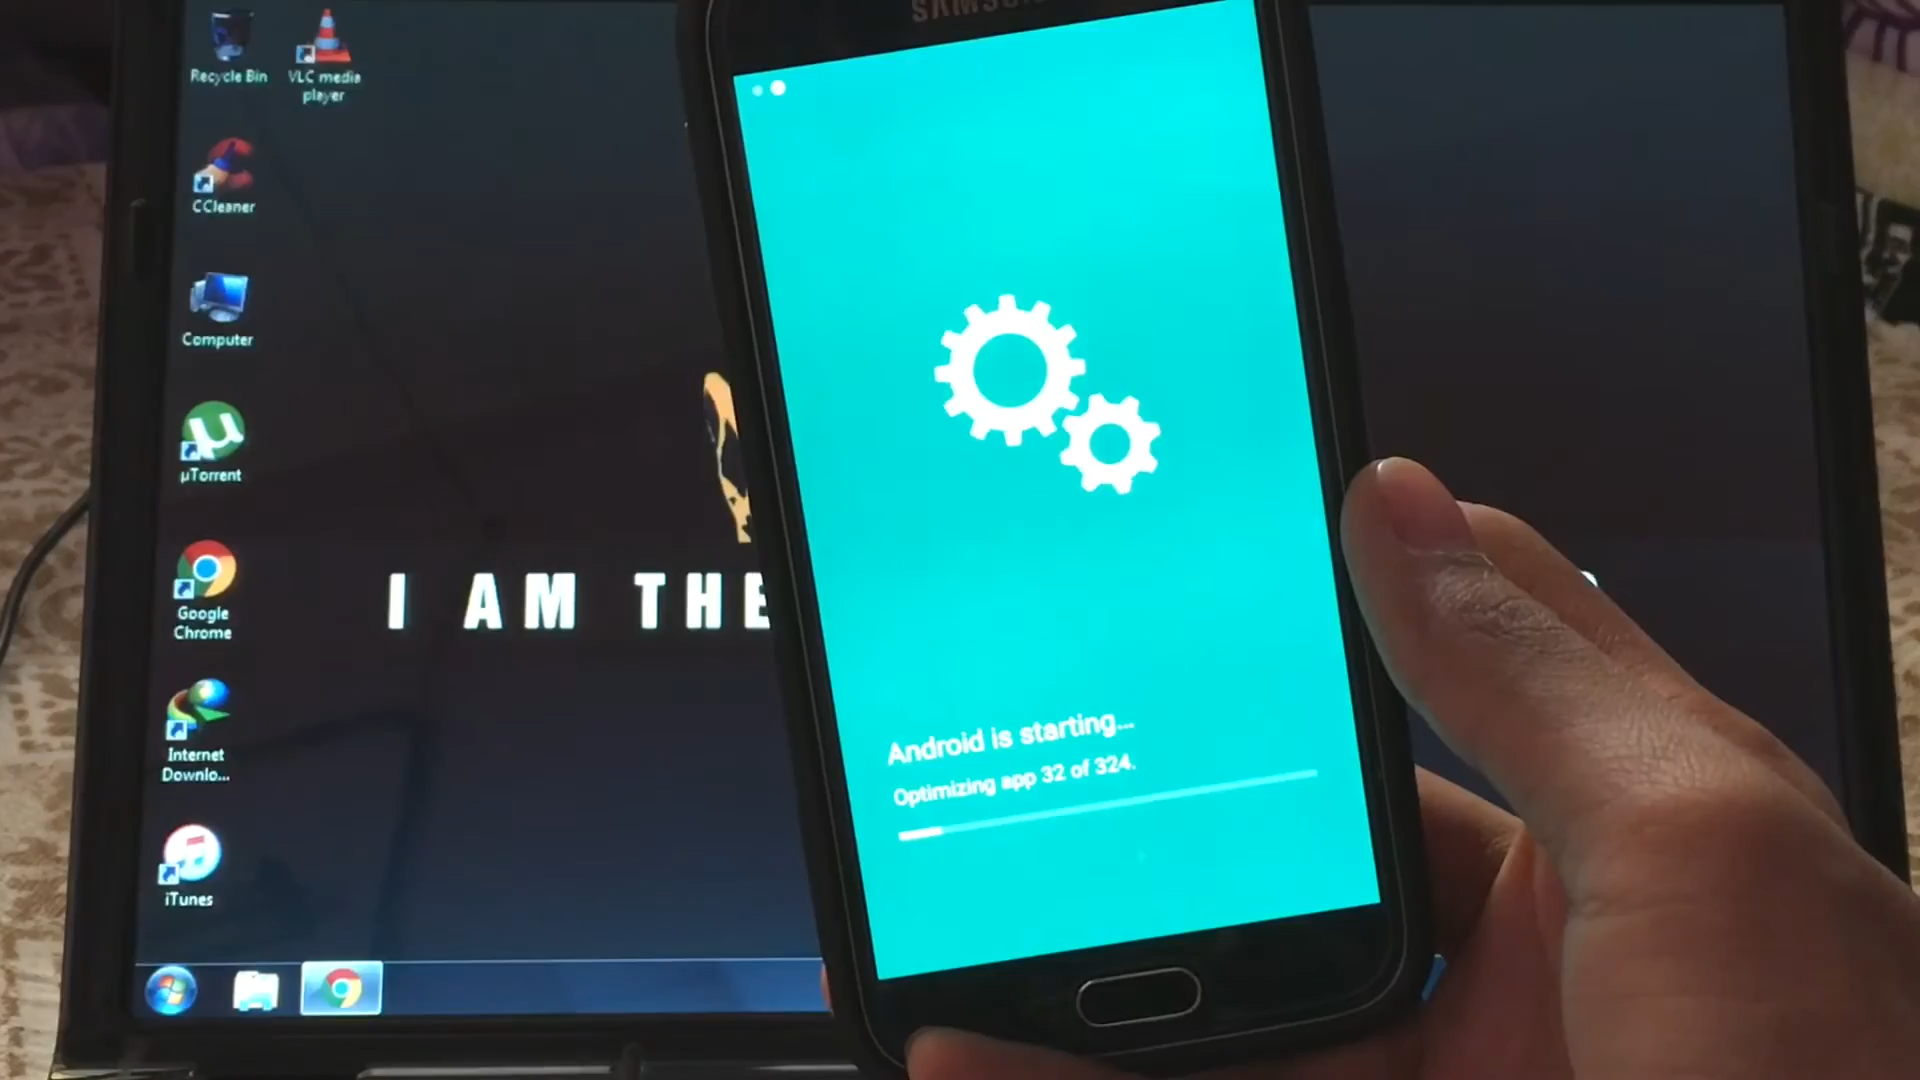 SAMSUNG
Recycle Bin
VLC media
player
CCleaner
Computer
µTorrent
Google
Chrome
Internet
Downlo...
iTunes
I AM THE
Android is starting...
Optimizing app 32 of 324.